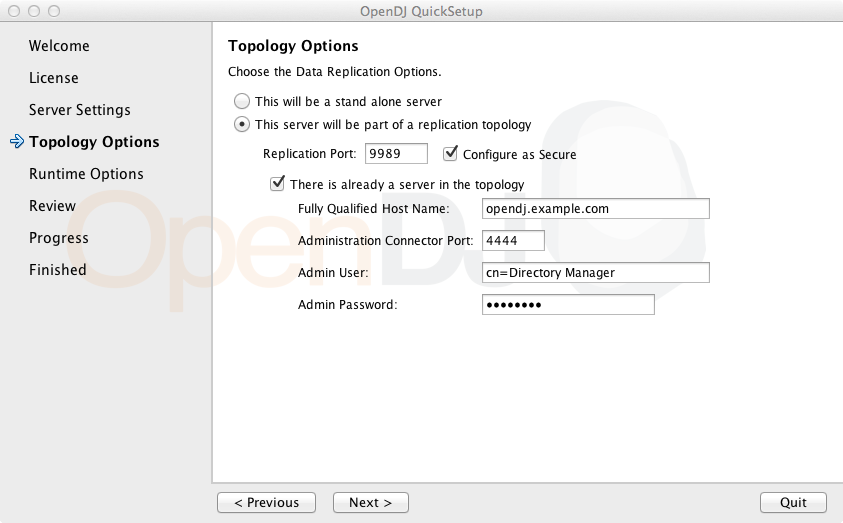 OpenDJ QuickSetup
Welcome
License
Server Settings
Topology Options
Runtime Options
Review
Progress
Finished
OpenDJ
Topology Options
Choose the Data Replication Options.
This will be a stand alone server
This server will be part of a replication topology
Replication Port: 9989 Configure as Secure
There is already a server in the topology
Fully Qualified Host Name: opendj.example.com
Administration Connector Port: 4444
Admin User: cn=Directory Manager
Admin Password: ••••••••
< Previous Next > Quit